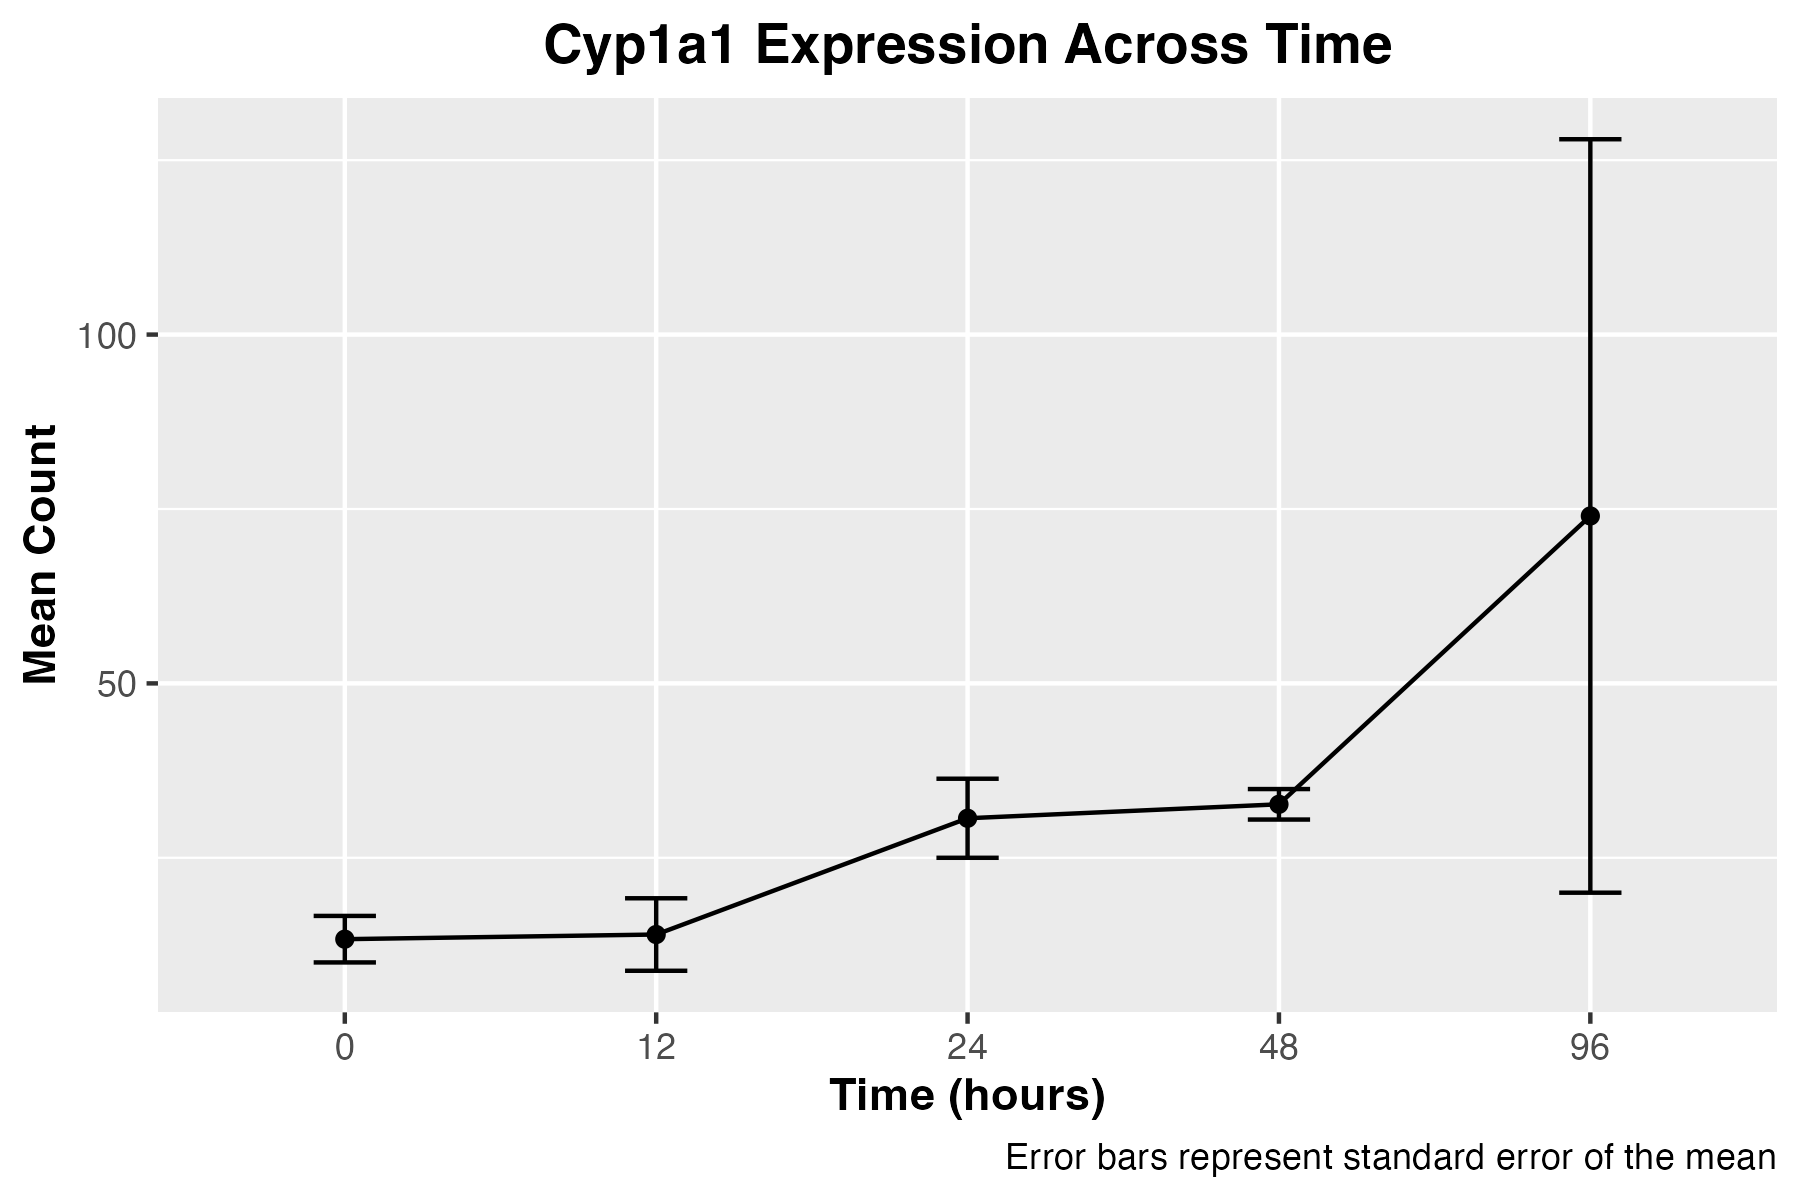 Cyp1a1 Expression Across Time
Mean Count
100
50
0 12 24 48 96
Time (hours)
Error bars represent standard error of the mean